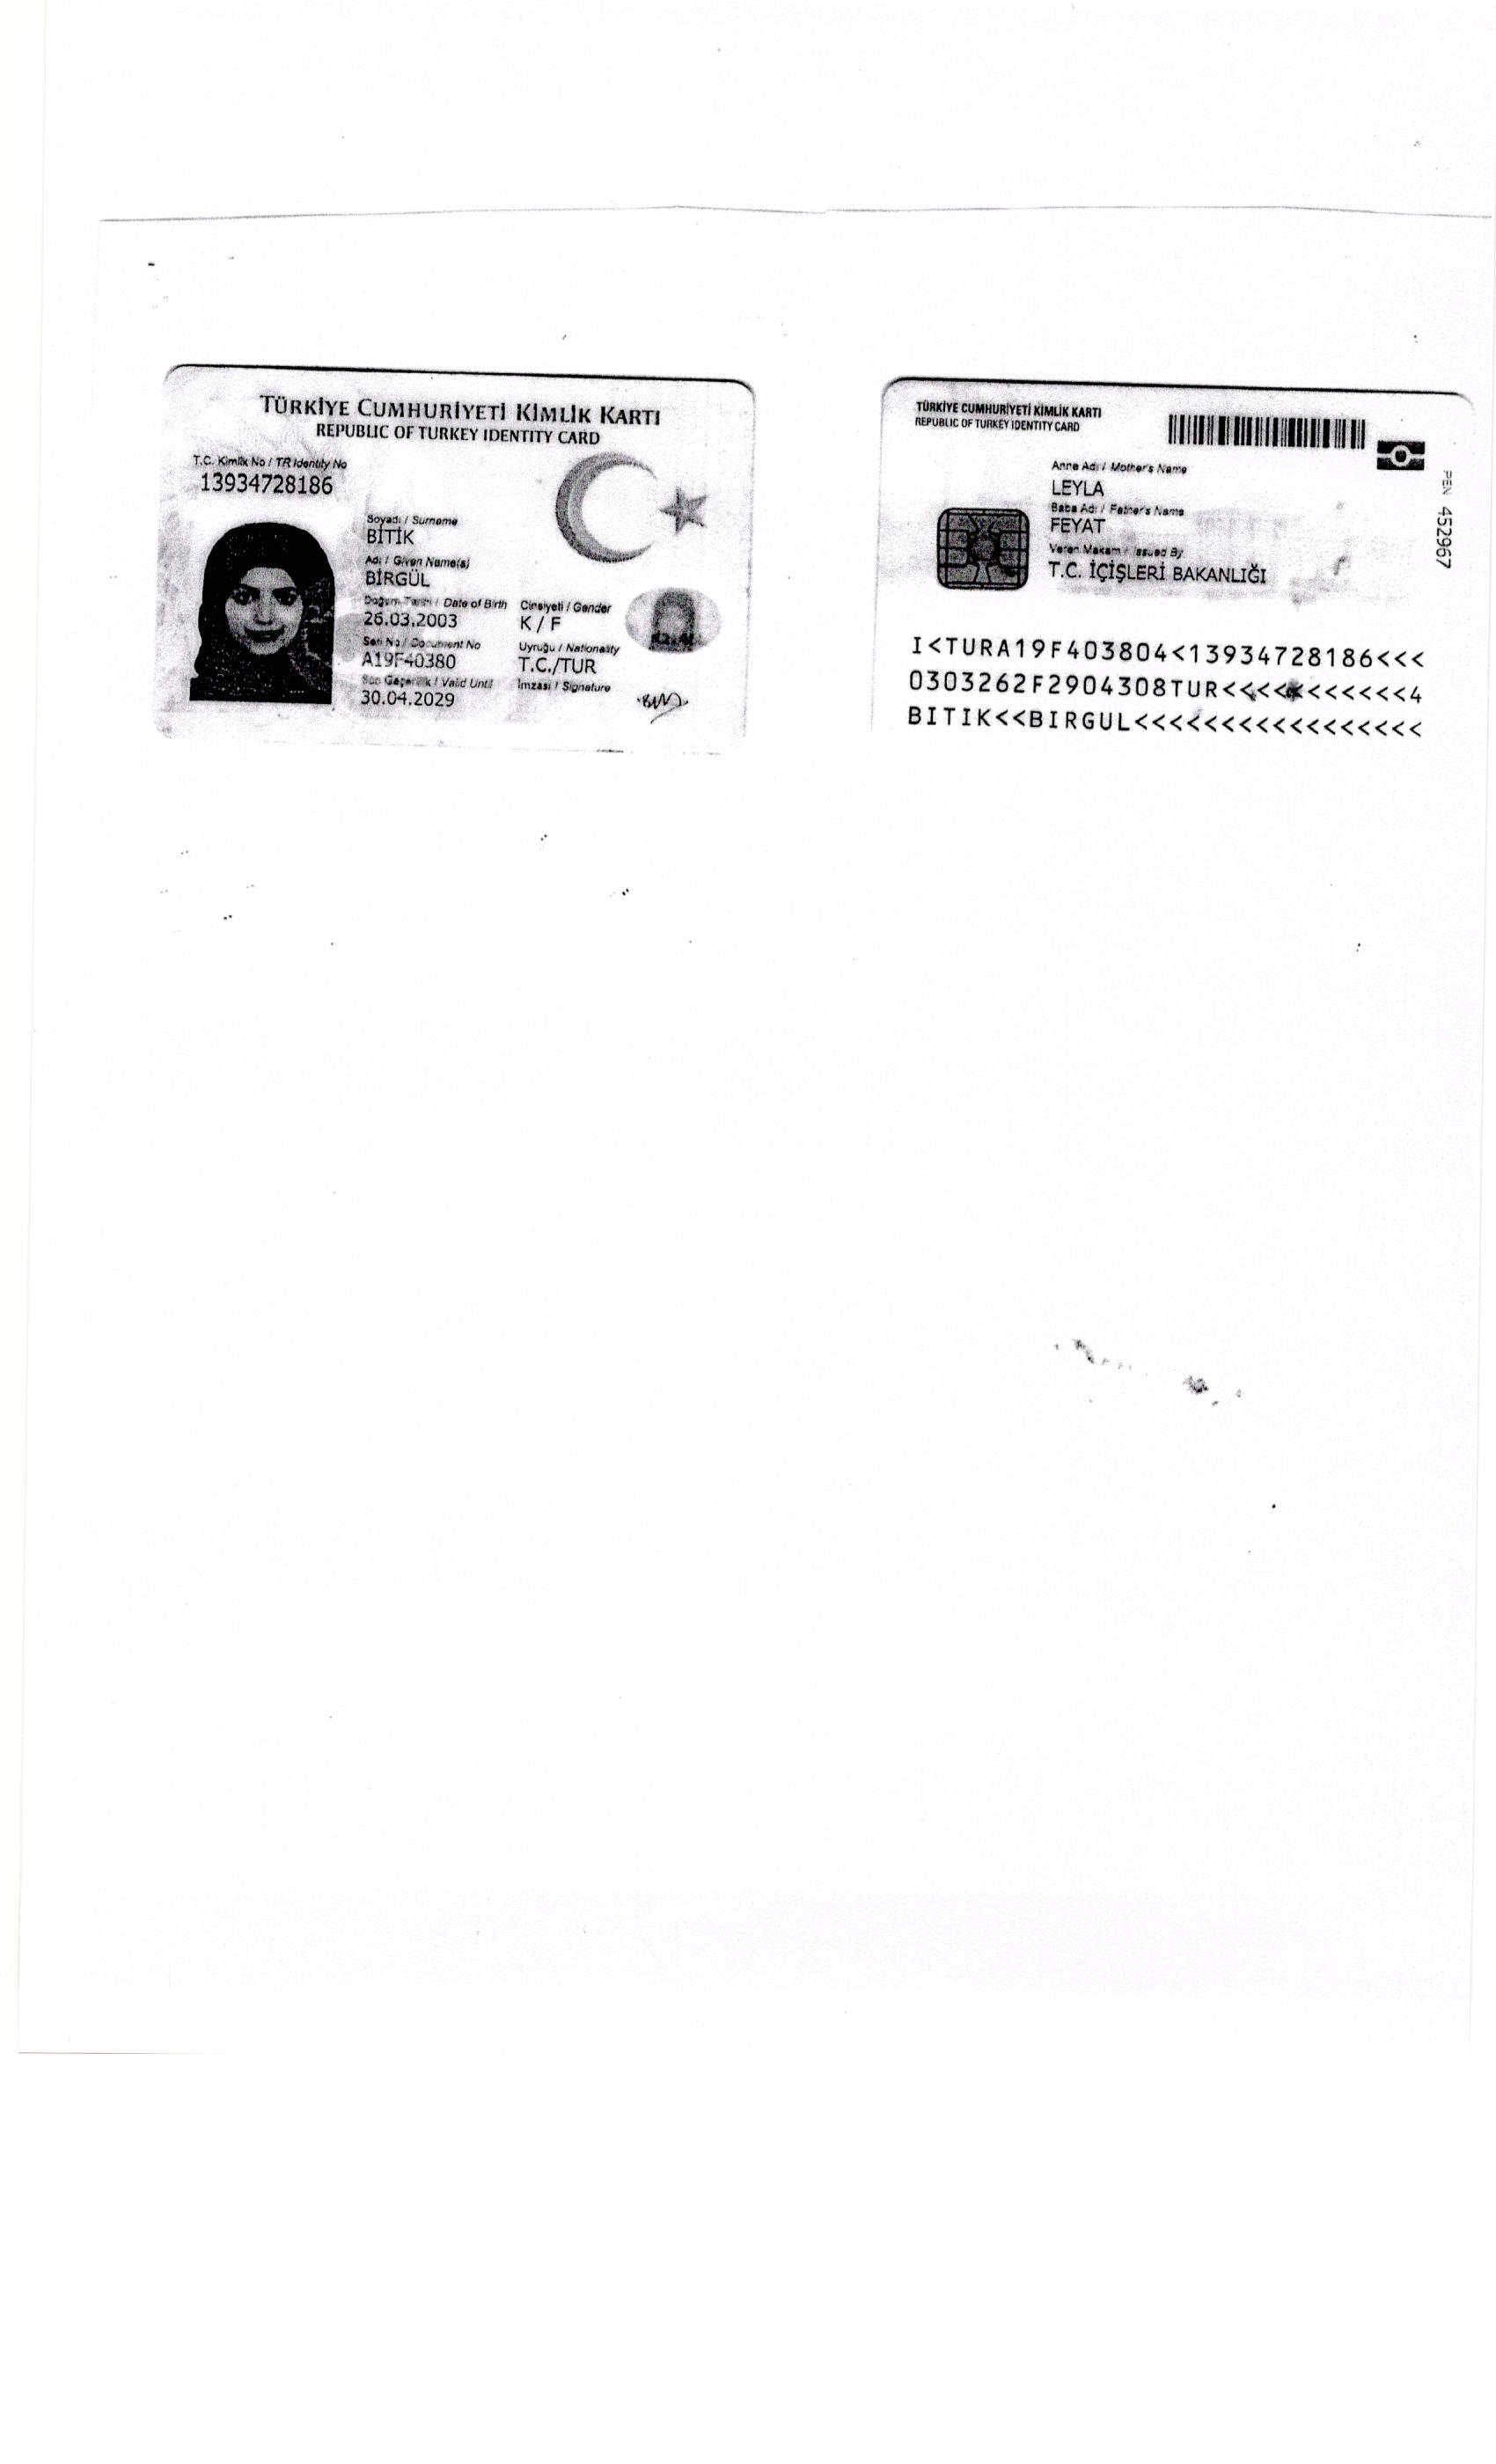 TÜRKİYE CUMHURİYETİ KİMLİK KARTI
REPUBLIC OF TURKEY IDENTITY CARD
T.C. Kimlik No / TR Identity No
13934728186
Soyadı / Surname
BİTİK
Adı / Given Name(s)
BİRGÜL
Doğum Tarihi / Date of Birth Cinsiyeti / Gender
26.03.2003 K / F
Seri No / Document No Uyruğu / Nationality
A19F40380 T.C./TUR
Son Geçerlilik / Valid Until İmzası / Signature
30.04.2029
TÜRKİYE CUMHURİYETİ KİMLİK KARTI
REPUBLIC OF TURKEY IDENTITY CARD
Anne Adı / Mother's Name
LEYLA
Baba Adı / Father's Name
FEYAT
Veren Makam / Issued By
T.C. İÇİŞLERİ BAKANLIĞI
PEN 452967
I<TURA19F403804<13934728186<<<
0303262F2904308TUR<<<<<<<<<<<4
BITIK<<BIRGUL<<<<<<<<<<<<<<<<<